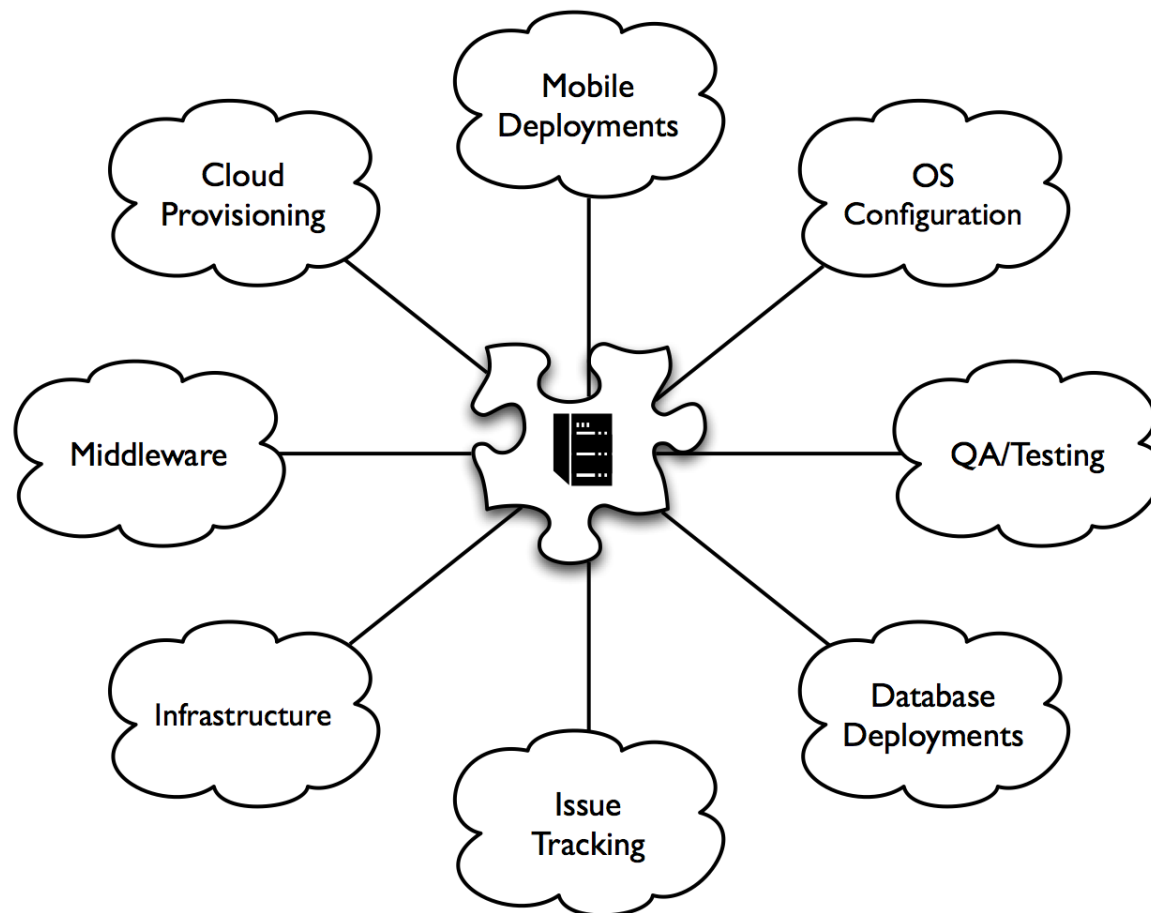 Mobile
Deployments
Cloud
Provisioning
OS
Configuration
Middleware
QA/Testing
Infrastructure
Database
Deployments
Issue
Tracking